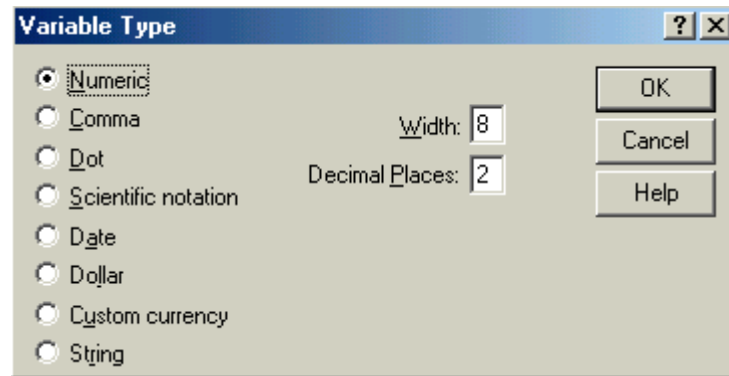 Variable Type
? X
Numeric
Comma
Dot
Scientific notation
Date
Dollar
Custom currency
String
Width: 8
Decimal Places: 2
OK
Cancel
Help